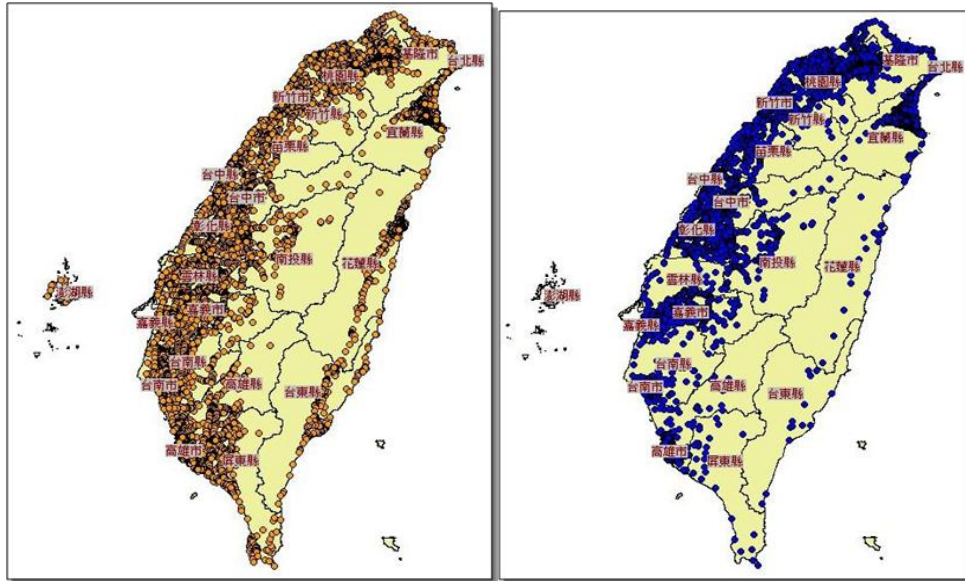 基隆市
台北縣
桃園縣
新竹市
新竹縣
宜蘭縣
苗栗縣
台中縣
台中市
彰化縣
南投縣
花蓮縣
雲林縣
澎湖縣
嘉義市
嘉義縣
台南縣
台南市
高雄縣
台東縣
高雄市
屏東縣
基隆市
台北縣
桃園縣
新竹市
新竹縣
宜蘭縣
苗栗縣
台中縣
台中市
彰化縣
南投縣
花蓮縣
雲林縣
澎湖縣
嘉義市
嘉義縣
台南縣
台南市
高雄縣
台東縣
高雄市
屏東縣